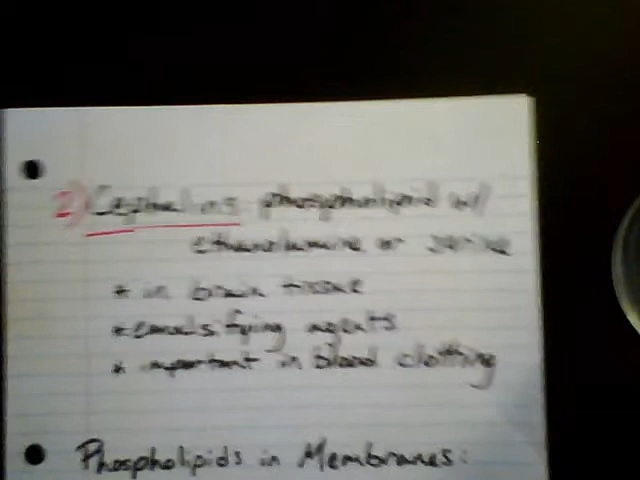 2) Cephalins phospholipid w/
ethanolamine or serine
* in brain tissue
* emulsifying agents
* important in blood clotting
Phospholipids in Membranes: